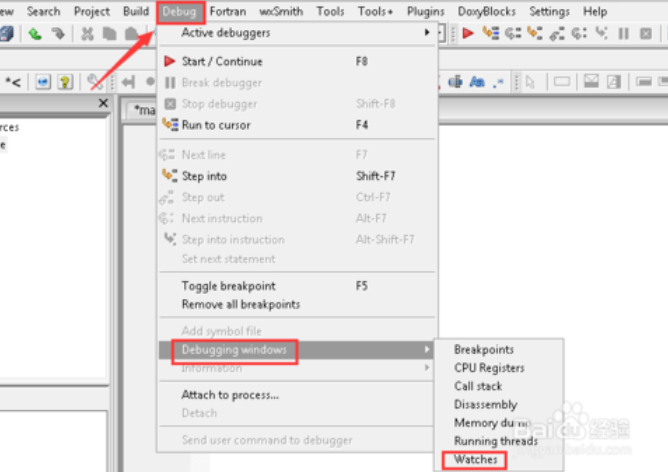 ew Search Project Build Debug Fortran wxSmith Tools Tools+ Plugins DoxyBlocks Settings Help
Active debuggers
Start / Continue F8
Break debugger
Stop debugger Shift-F8
Run to cursor F4
*<
*ma
rces
e
Next line F7
Step into Shift-F7
Step out Ctrl-F7
Next instruction Alt-F7
Step into instruction Alt-Shift-F7
Set next statement
Toggle breakpoint F5
Remove all breakpoints
Add symbol file
Debugging windows
Information
Attach to process...
Detach
Send user command to debugger
Breakpoints
CPU Registers
Call stack
Disassembly
Memory dump
Running threads
Watches
Bai 经验
jingyan.baidu.com